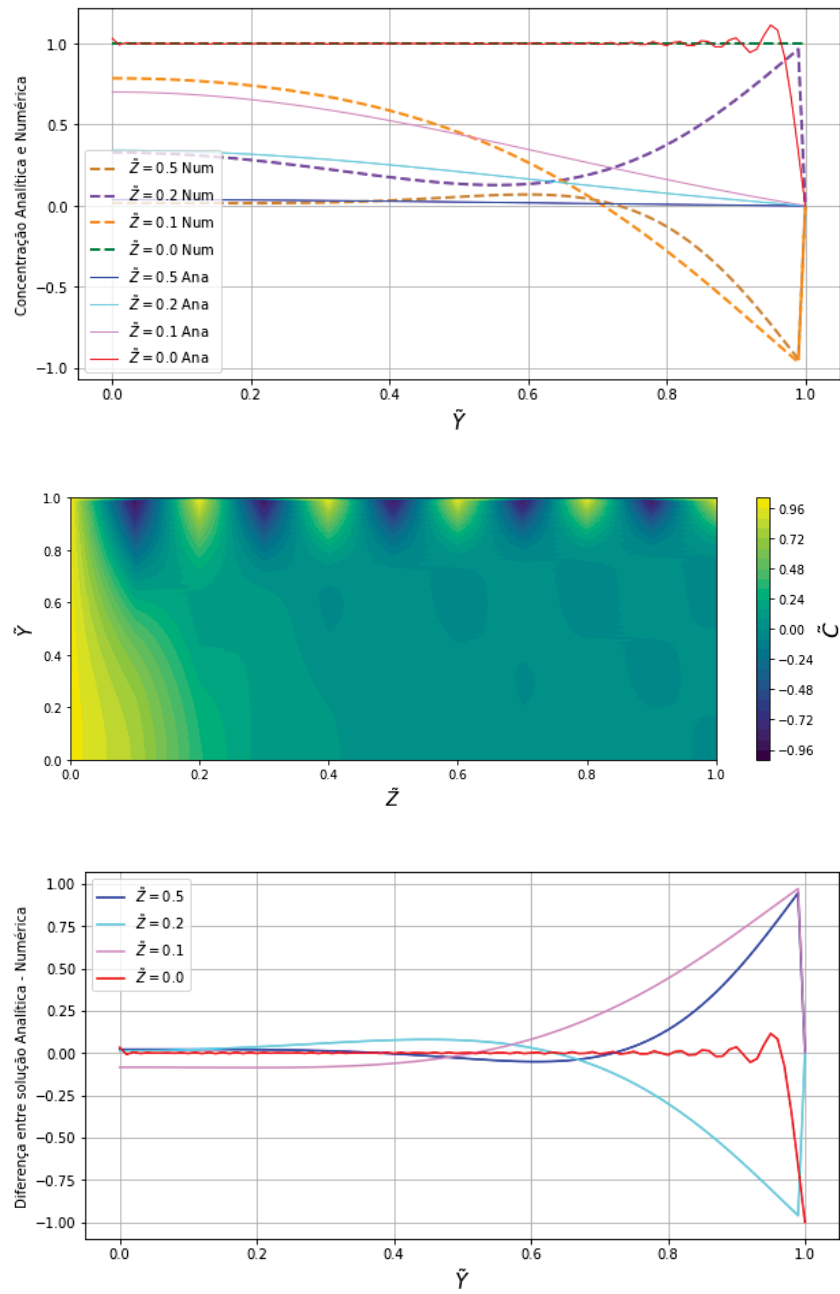 Concentração Analítica e Numérica
1.0
0.5
0.0
−0.5
−1.0
Z̃ = 0.5 Num
Z̃ = 0.2 Num
Z̃ = 0.1 Num
Z̃ = 0.0 Num
Z̃ = 0.5 Ana
Z̃ = 0.2 Ana
Z̃ = 0.1 Ana
Z̃ = 0.0 Ana
0.0 0.2 0.4 0.6 0.8 1.0
Ỹ
Ỹ
1.0
0.8
0.6
0.4
0.2
0.0
0.0 0.2 0.4 0.6 0.8 1.0
Z̃
0.96
0.72
0.48
0.24
0.00
−0.24
−0.48
−0.72
−0.96
C̃
Diferença entre solução Analítica - Numérica
1.00
0.75
0.50
0.25
0.00
−0.25
−0.50
−0.75
−1.00
Z̃ = 0.5
Z̃ = 0.2
Z̃ = 0.1
Z̃ = 0.0
0.0 0.2 0.4 0.6 0.8 1.0
Ỹ